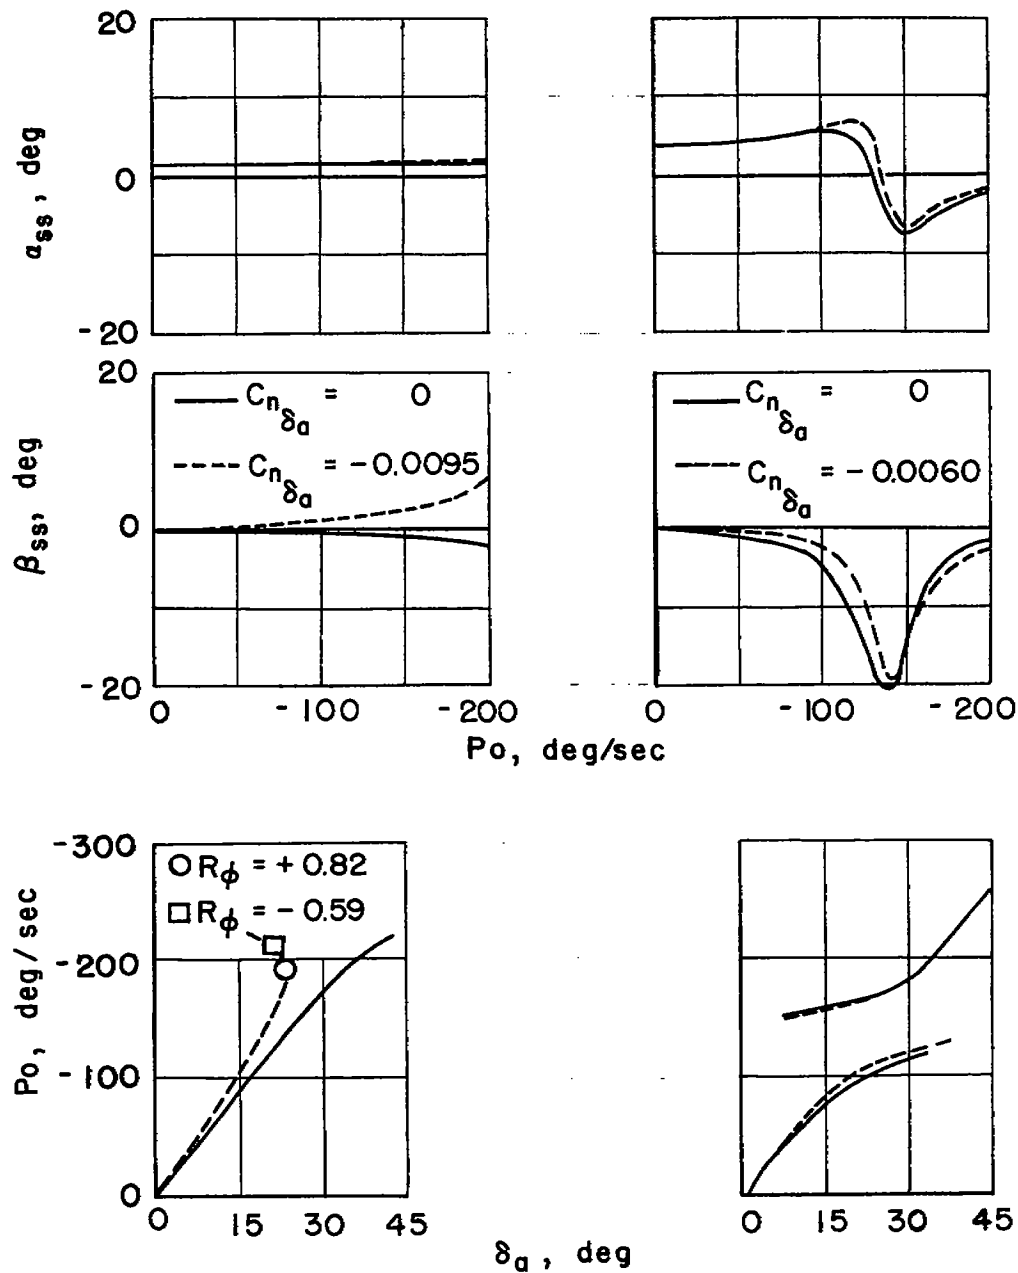 20
α_ss, deg
0
-20
20
C_nδa = 0
C_nδa = -0.0095
C_nδa = 0
C_nδa = -0.0060
β_ss, deg
0
-20
0 -100 -200
0 -100 -200
Po, deg/sec
-300
○ Rϕ = +0.82
□ Rϕ = -0.59
Po, deg/sec
-200
-100
0
0 15 30 45
0 15 30 45
δ_a, deg